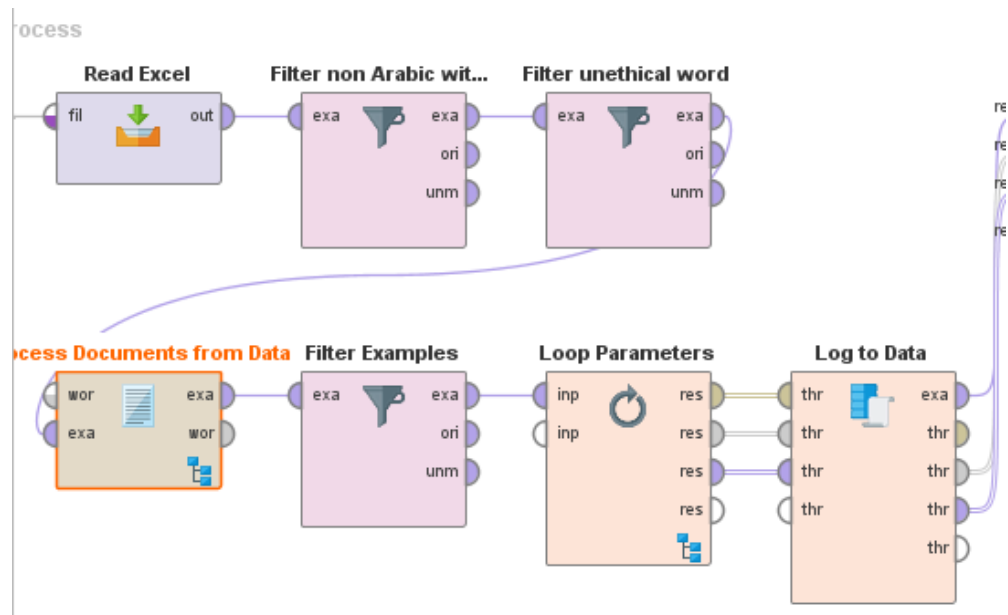 rocess
Read Excel
fil
out
Filter non Arabic wit...
exa
exa
ori
unm
Filter unethical word
exa
exa
ori
unm
re
re
re
re
ocess Documents from Data
wor
exa
exa
wor
Filter Examples
exa
exa
ori
unm
Loop Parameters
inp
res
inp
res
res
res
Log to Data
thr
exa
thr
thr
thr
thr
thr
thr
thr